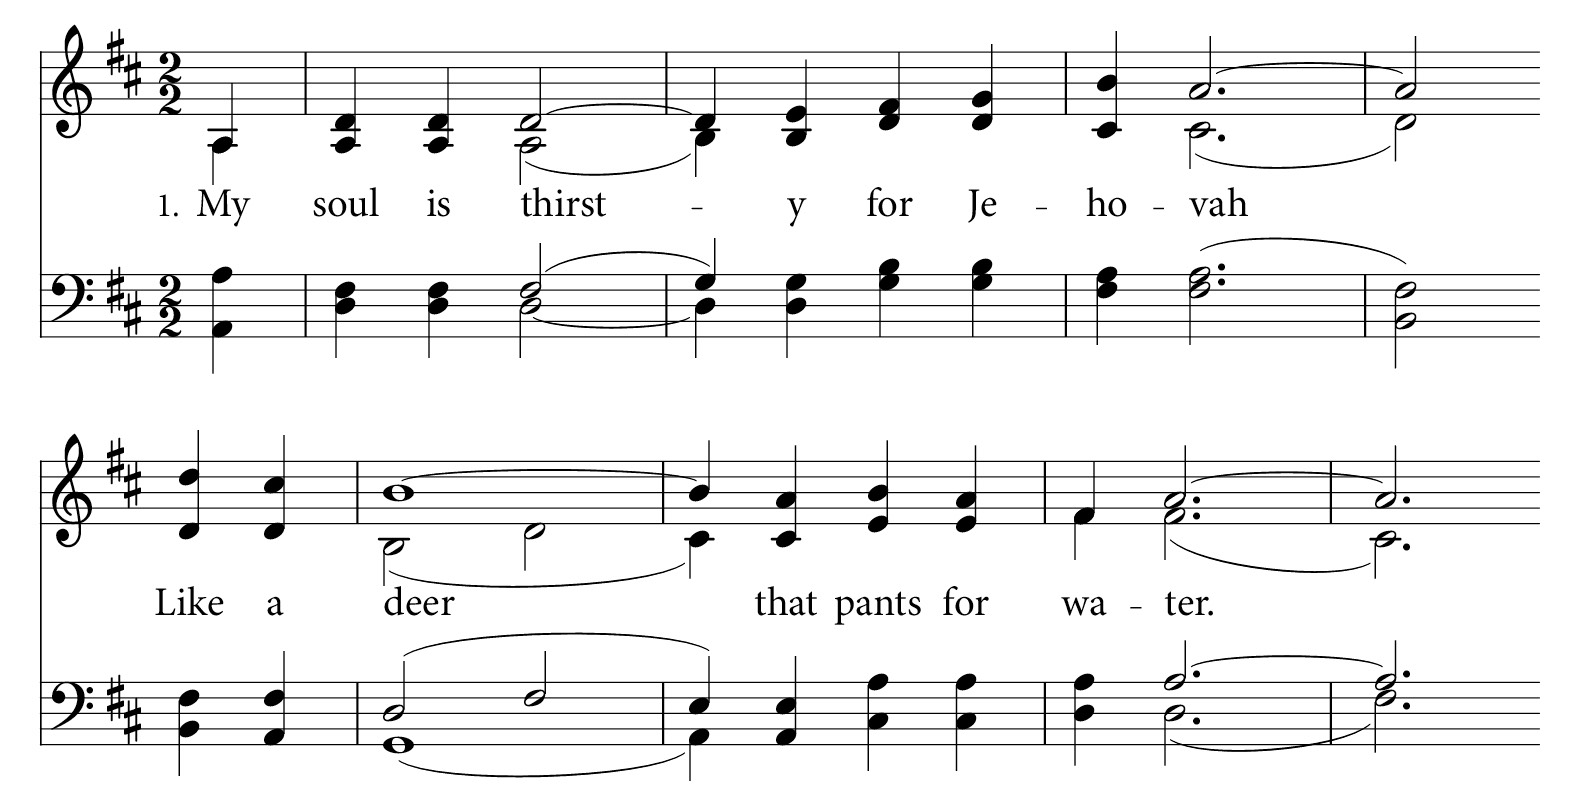 1. My soul is thirst - y for Je - ho - vah
Like a deer that pants for wa - ter.